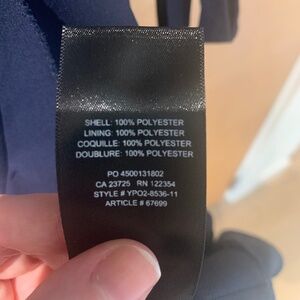 SHELL: 100% POLYESTER
LINING: 100% POLYESTER
COQUILLE: 100% POLYESTER
DOUBLURE: 100% POLYESTER
PO 4500131802
CA 23725 RN 122354
STYLE # YPO2-8536-11
ARTICLE # 67699